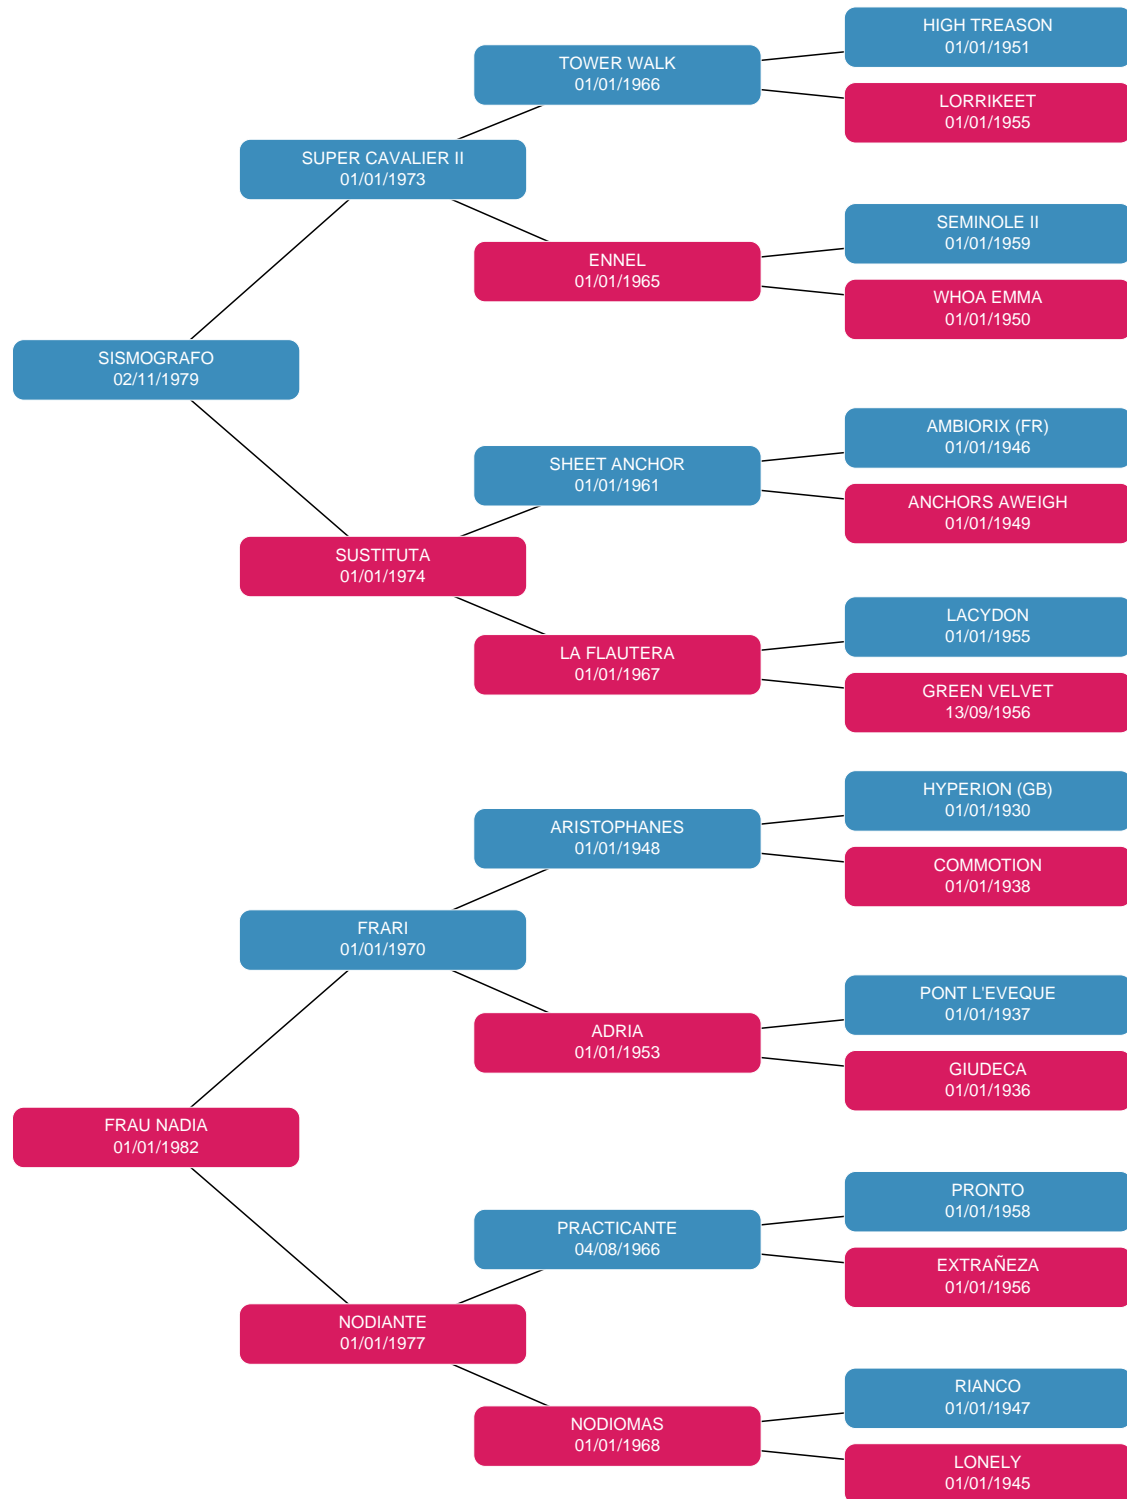 HIGH TREASON
01/01/1951
TOWER WALK
01/01/1966
LORRIKEET
01/01/1955
SUPER CAVALIER II
01/01/1973
SEMINOLE II
01/01/1959
ENNEL
01/01/1965
WHOA EMMA
01/01/1950
SISMOGRAFO
02/11/1979
AMBIORIX (FR)
01/01/1946
SHEET ANCHOR
01/01/1961
ANCHORS AWEIGH
01/01/1949
SUSTITUTA
01/01/1974
LACYDON
01/01/1955
LA FLAUTERA
01/01/1967
GREEN VELVET
13/09/1956
HYPERION (GB)
01/01/1930
ARISTOPHANES
01/01/1948
COMMOTION
01/01/1938
FRARI
01/01/1970
PONT L'EVEQUE
01/01/1937
ADRIA
01/01/1953
GIUDECA
01/01/1936
FRAU NADIA
01/01/1982
PRONTO
01/01/1958
PRACTICANTE
04/08/1966
EXTRAÑEZA
01/01/1956
NODIANTE
01/01/1977
RIANCO
01/01/1947
NODIOMAS
01/01/1968
LONELY
01/01/1945